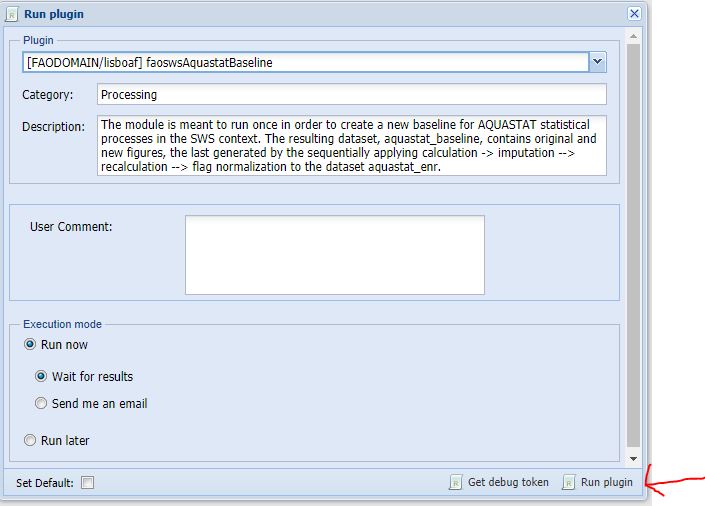 Run plugin
Plugin
[FAODOMAIN/lisboaf] faoswsAquastatBaseline
Category: Processing
Description: The module is meant to run once in order to create a new baseline for AQUASTAT statistical
processes in the SWS context. The resulting dataset, aquastat_baseline, contains original and
new figures, the last generated by the sequentially applying calculation -> imputation -->
recalculation --> flag normalization to the dataset aquastat_enr.
User Comment:
Execution mode
Run now
Wait for results
Send me an email
Run later
Set Default: Get debug token Run plugin